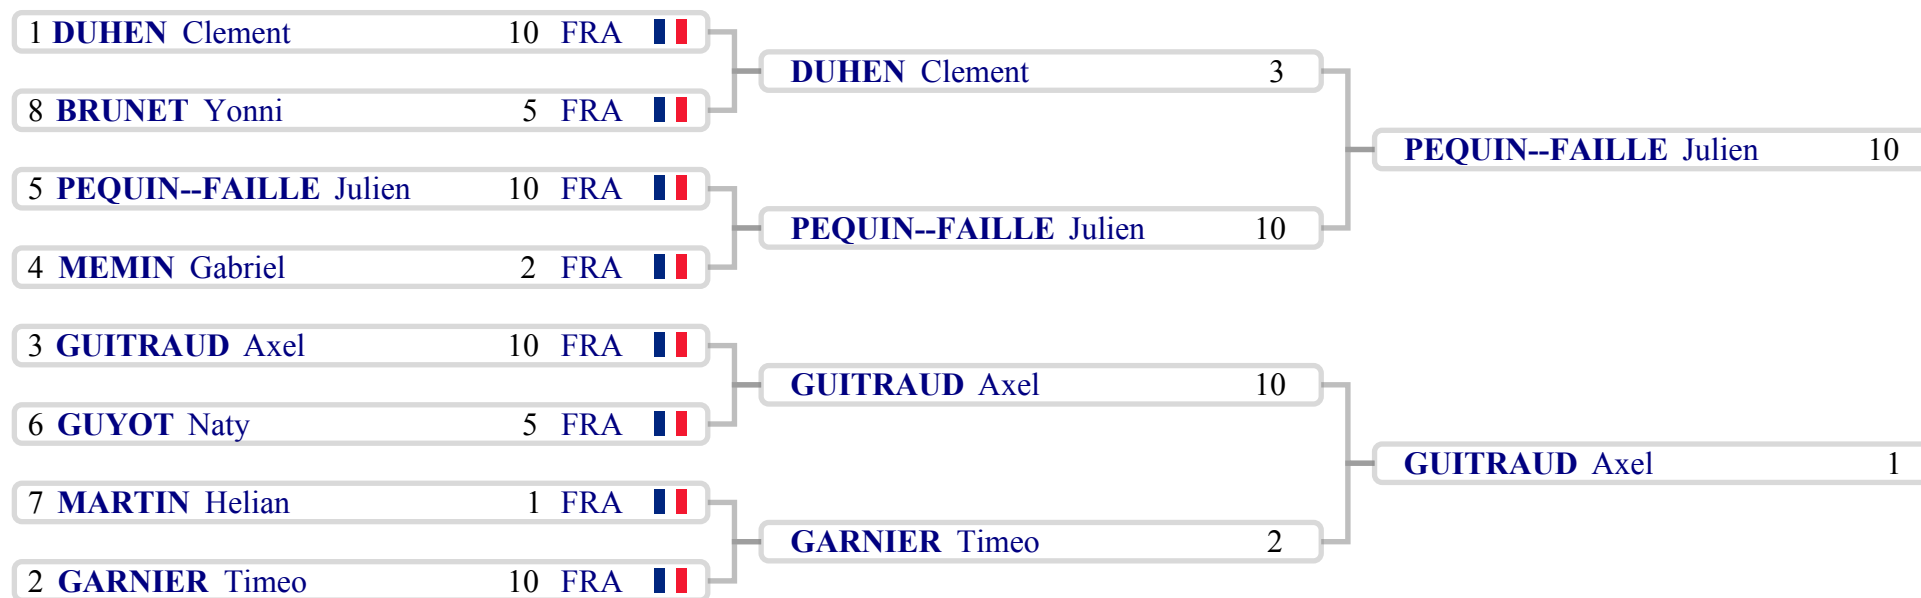 1 DUHEN Clement 10 FRA
8 BRUNET Yonni 5 FRA
5 PEQUIN--FAILLE Julien 10 FRA
4 MEMIN Gabriel 2 FRA
3 GUITRAUD Axel 10 FRA
6 GUYOT Naty 5 FRA
7 MARTIN Helian 1 FRA
2 GARNIER Timeo 10 FRA
DUHEN Clement 3
PEQUIN--FAILLE Julien 10
GUITRAUD Axel 10
GARNIER Timeo 2
PEQUIN--FAILLE Julien 10
GUITRAUD Axel 1